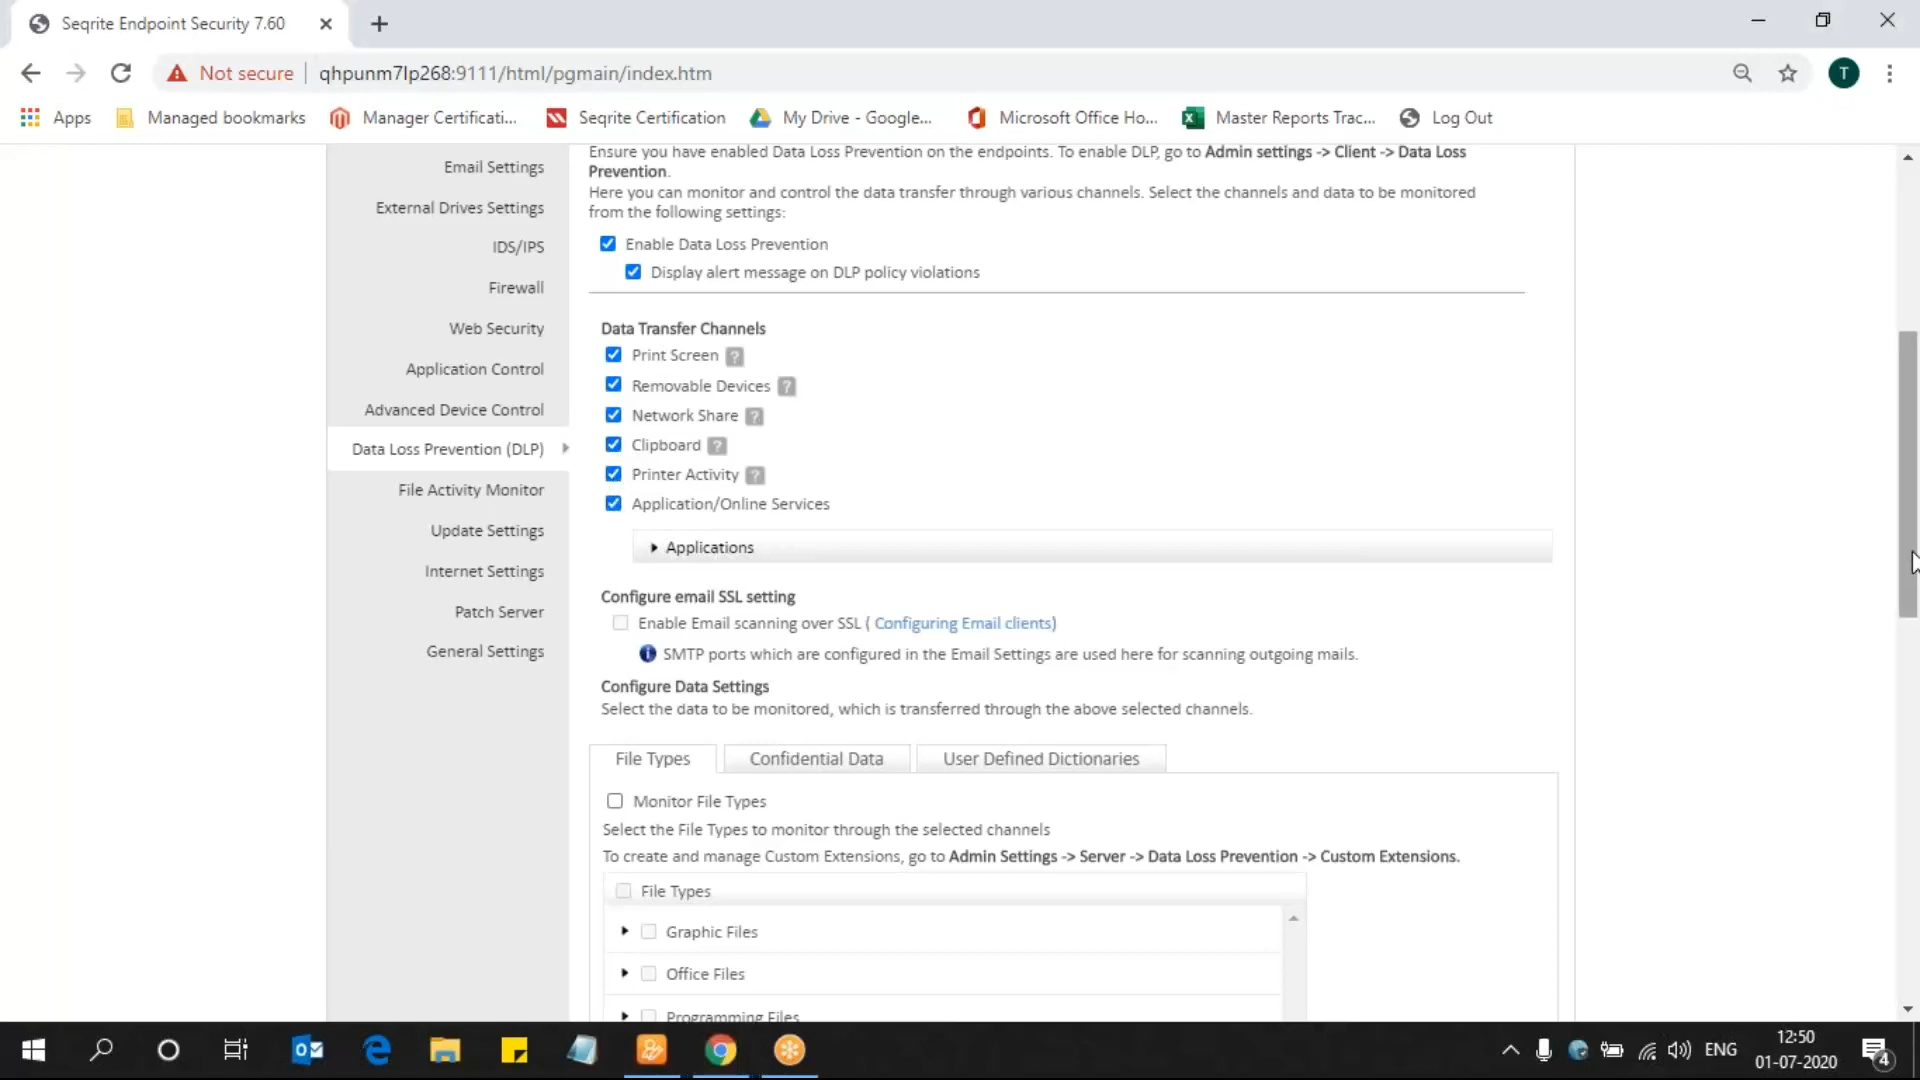 Seqrite Endpoint Security 7.60
Not secure
qhpunm7lp268:9111/html/pgmain/index.htm
T
Apps
Managed bookmarks
Manager Certificati...
Seqrite Certification
My Drive - Google...
Microsoft Office Ho...
Master Reports Trac...
Log Out
Email Settings
External Drives Settings
IDS/IPS
Firewall
Web Security
Application Control
Advanced Device Control
Data Loss Prevention (DLP)
File Activity Monitor
Update Settings
Internet Settings
Patch Server
General Settings
Ensure you have enabled Data Loss Prevention on the endpoints. To enable DLP, go to Admin settings -> Client -> Data Loss
Prevention.
Here you can monitor and control the data transfer through various channels. Select the channels and data to be monitored
from the following settings:
Enable Data Loss Prevention
Display alert message on DLP policy violations
Data Transfer Channels
Print Screen ?
Removable Devices ?
Network Share ?
Clipboard ?
Printer Activity ?
Application/Online Services
Applications
Configure email SSL setting
Enable Email scanning over SSL ( Configuring Email clients)
SMTP ports which are configured in the Email Settings are used here for scanning outgoing mails.
Configure Data Settings
Select the data to be monitored, which is transferred through the above selected channels.
File Types
Confidential Data
User Defined Dictionaries
Monitor File Types
Select the File Types to monitor through the selected channels
To create and manage Custom Extensions, go to Admin Settings -> Server -> Data Loss Prevention -> Custom Extensions.
File Types
Graphic Files
Office Files
Programming Files
ENG
12:50
01-07-2020
4